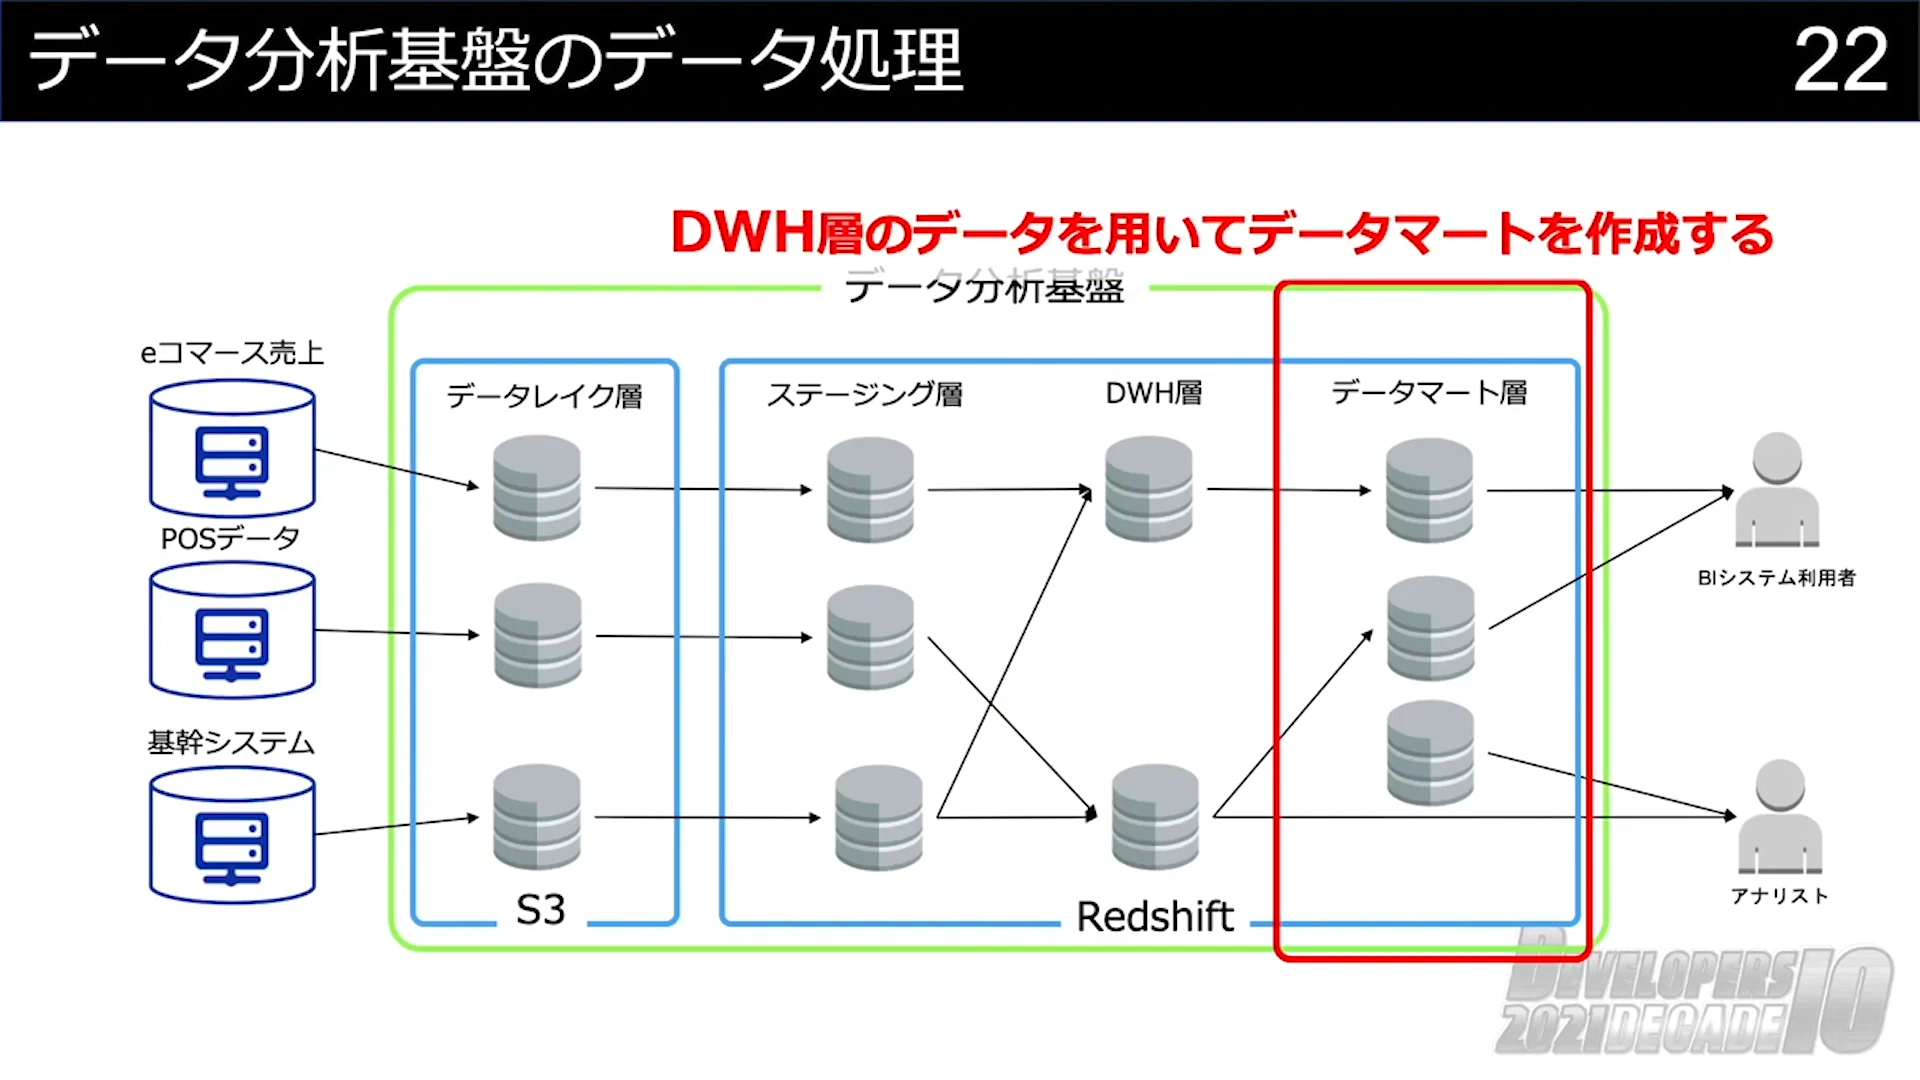 データ分析基盤のデータ処理
22
DWH層のデータを用いてデータマートを作成する
データ分析基盤
eコマース売上
データレイク層
ステージング層
DWH層
データマート層
POSデータ
BIシステム利用者
基幹システム
アナリスト
S3
Redshift
DEVELOPERS
2021 DECADE 10